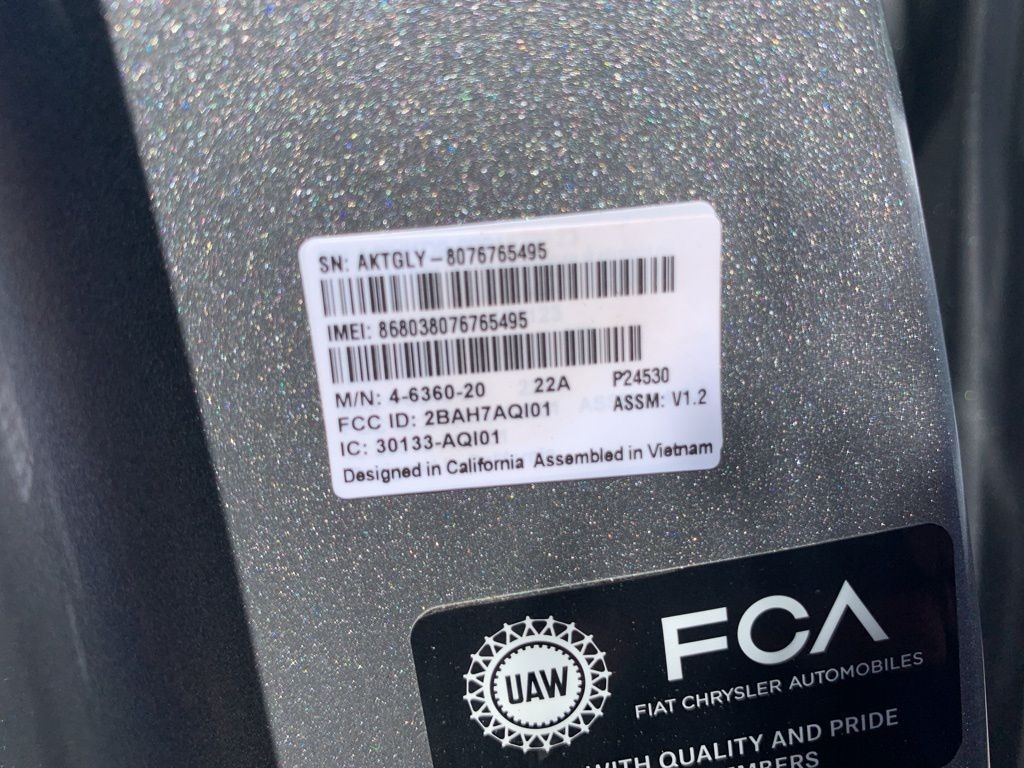 SN: AKTGLY-8076765495
IMEI: 868038076765495
M/N: 4-6360-20 22A P24530
FCC ID: 2BAH7AQI01 ASSM: V1.2
IC: 30133-AQI01
Designed in California Assembled in Vietnam
UAW
FCA
FIAT CHRYSLER AUTOMOBILES
WITH QUALITY AND PRIDE